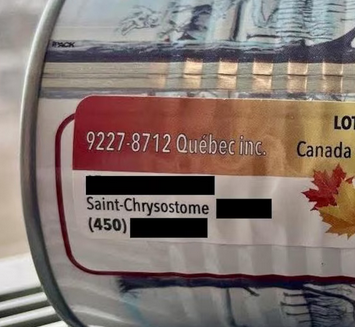 PACK
LOT
9227-8712 Québec inc.
Canada
Saint-Chrysostome
(450)